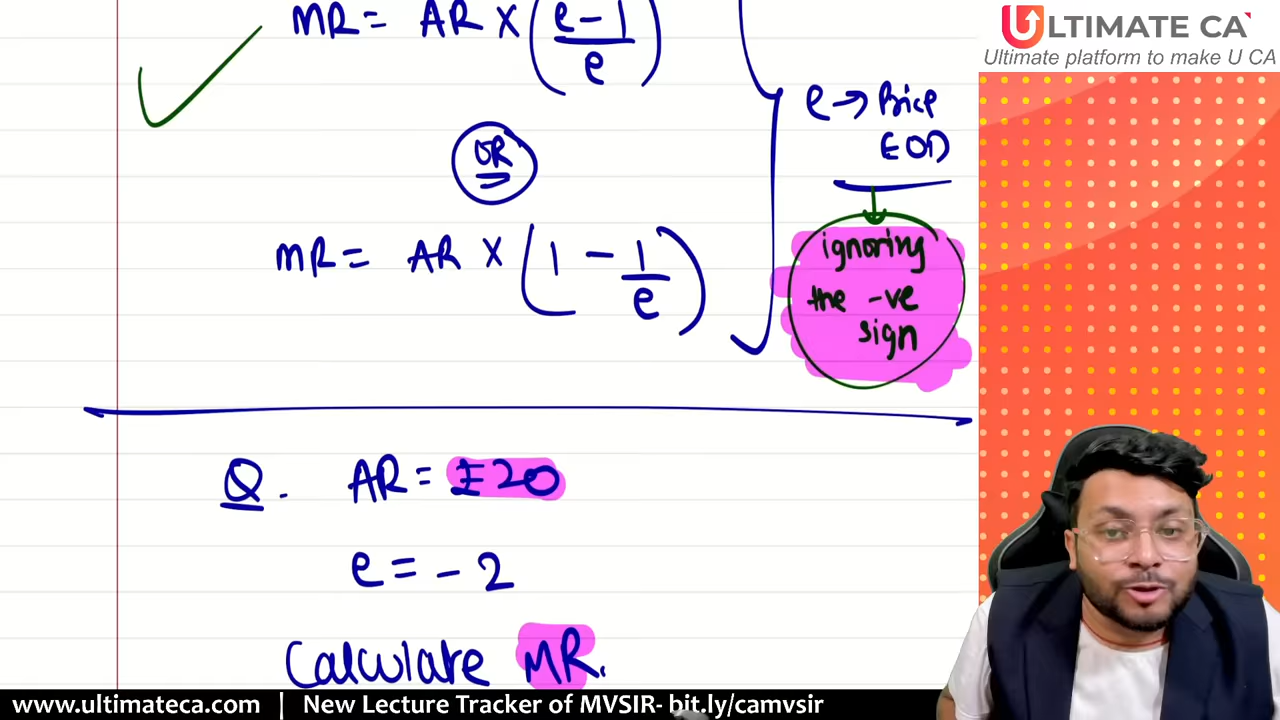 MR = AR X (e-1/e)
OR
MR = AR X (1 - 1/e)
e → Price
EOD
ignoring
the -ve
sign
Q. AR = ₹20
e = -2
Calculate MR.
ULTIMATE CA
Ultimate platform to make U CA
www.ultimateca.com | New Lecture Tracker of MVSIR- bit.ly/camvsir